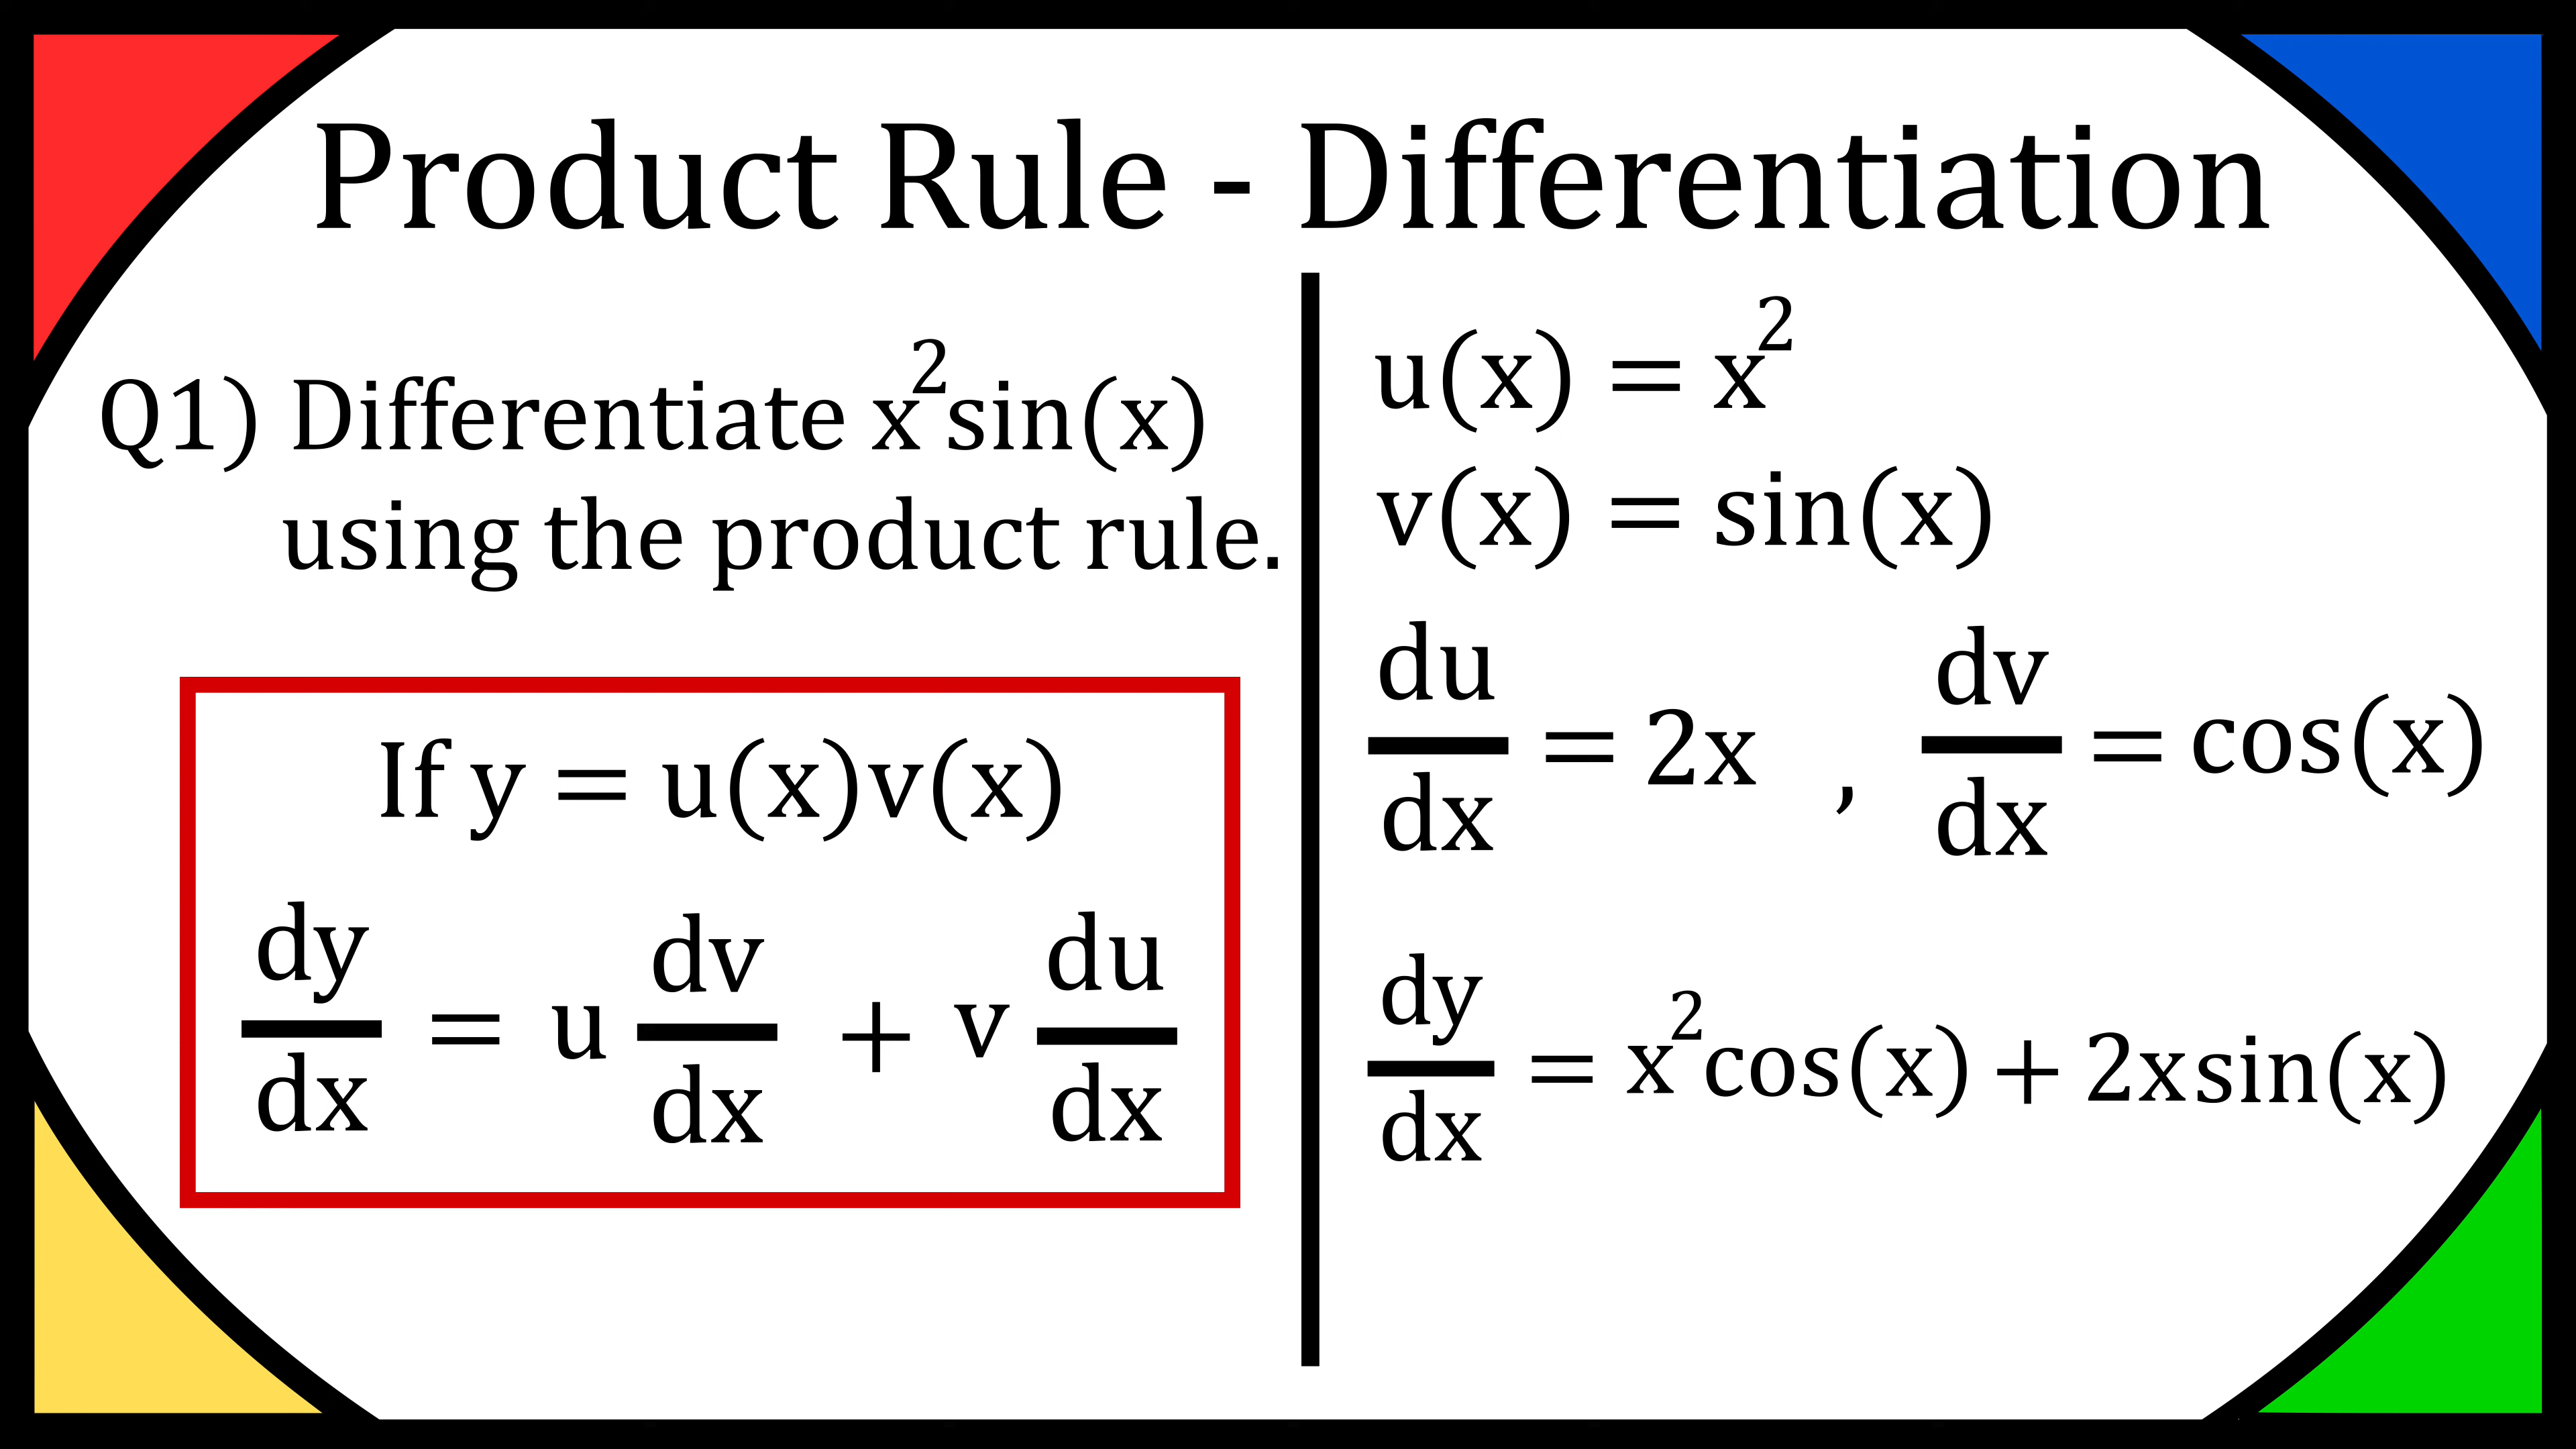 Product Rule - Differentiation
Q1) Differentiate x²sin(x)
using the product rule.
If y = u(x)v(x)
dy/dx = u dv/dx + v du/dx
u(x) = x²
v(x) = sin(x)
du/dx = 2x , dv/dx = cos(x)
dy/dx = x²cos(x) + 2xsin(x)